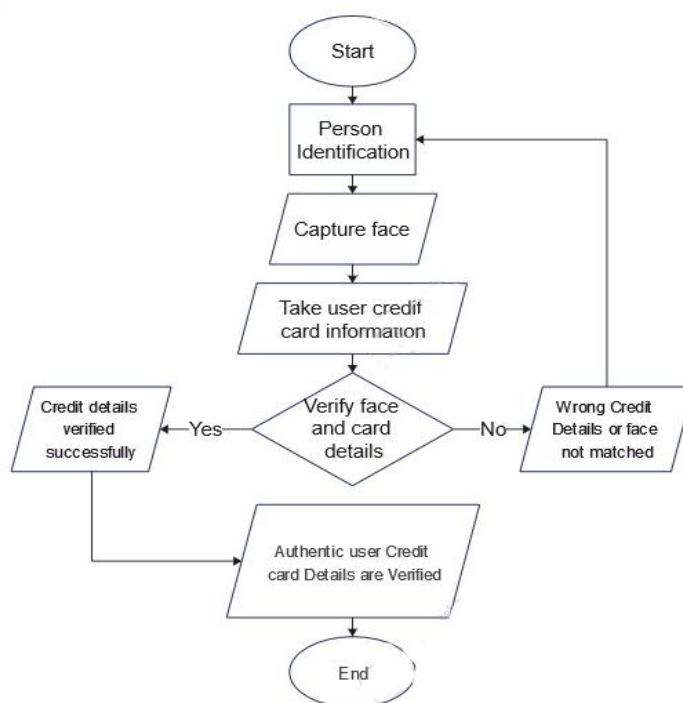 Start
Person
Identification
Capture face
Take user credit
card information
Verify face
and card
details
Yes
No
Credit details
verified
successfully
Wrong Credit
Details or face
not matched
Authentic user Credit
card Details are Verified
End